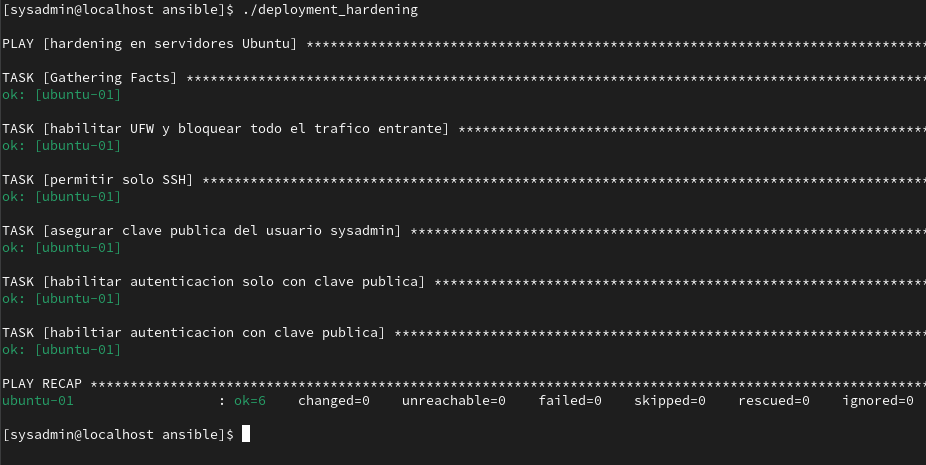 [sysadmin@localhost ansible]$ ./deployment_hardening
PLAY [hardening en servidores Ubuntu] ******************************************************************************
TASK [Gathering Facts] *********************************************************************************************
ok: [ubuntu-01]
TASK [habilitar UFW y bloquear todo el trafico entrante] ***********************************************************
ok: [ubuntu-01]
TASK [permitir solo SSH] *******************************************************************************************
ok: [ubuntu-01]
TASK [asegurar clave publica del usuario sysadmin] *****************************************************************
ok: [ubuntu-01]
TASK [habilitar autenticacion solo con clave publica] **************************************************************
ok: [ubuntu-01]
TASK [habiltiar autenticacion con clave publica] *******************************************************************
ok: [ubuntu-01]
PLAY RECAP *********************************************************************************************************
ubuntu-01                  : ok=6    changed=0    unreachable=0    failed=0    skipped=0    rescued=0    ignored=0
[sysadmin@localhost ansible]$